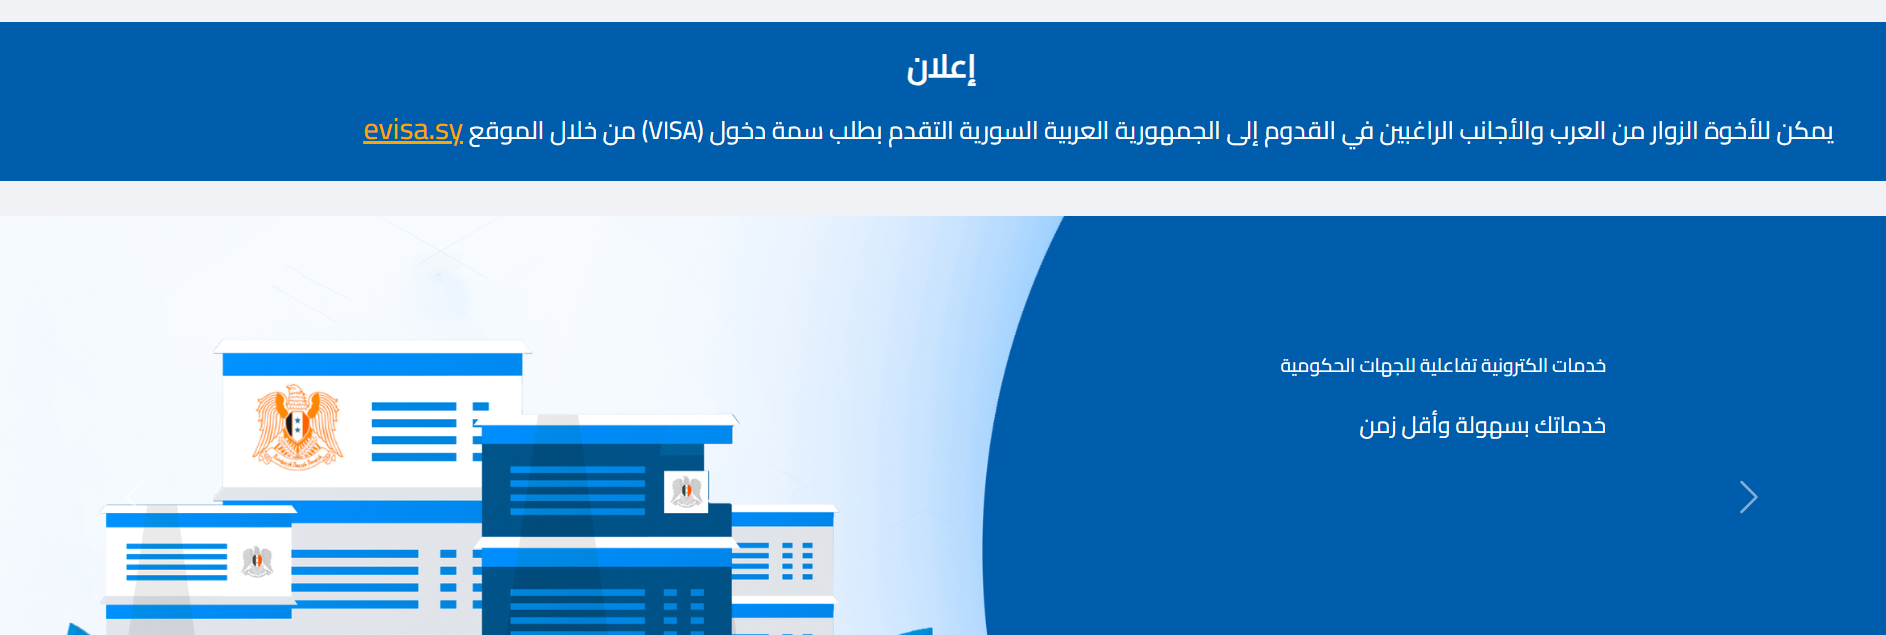 إعلان
يمكن للأخوة الزوار من العرب والأجانب الراغبين في القدوم إلى الجمهورية العربية السورية التقدم بطلب سمة دخول (VISA) من خلال الموقع evisa.sy
خدمات الكترونية تفاعلية للجهات الحكومية
خدماتك بسهولة وأقل زمن